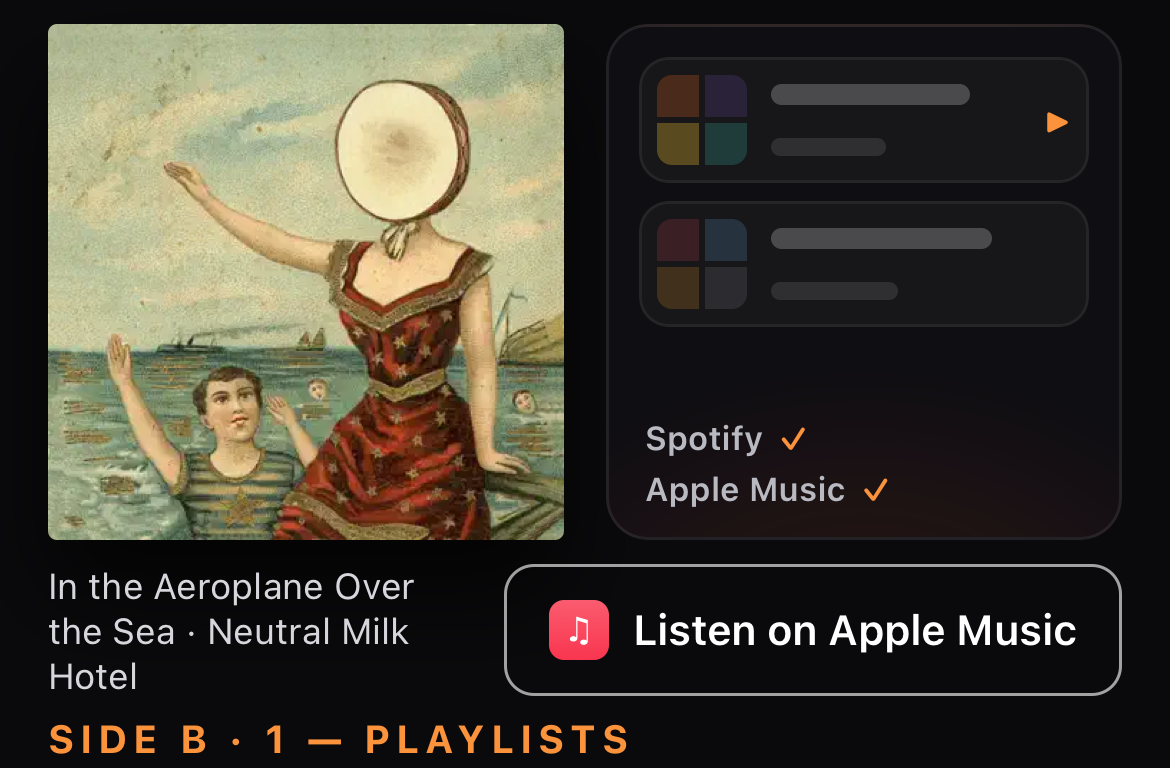 Spotify ✓
Apple Music ✓
In the Aeroplane Over
the Sea · Neutral Milk
Hotel
Listen on Apple Music
SIDE B · 1 — PLAYLISTS